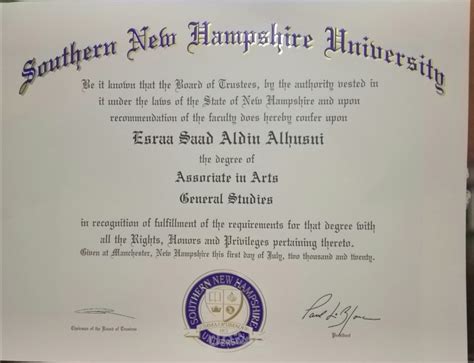 Southern New Hampshire University
Be it known that the Board of Trustees, by the authority vested in
it under the laws of the State of New Hampshire and upon
recommendation of the faculty does hereby confer upon
Esraa Saad Aldin Alhusni
the degree of
Associate in Arts
General Studies
in recognition of fulfillment of the requirements for that degree with
all the Rights, Honors and Privileges pertaining thereto.
Given at Manchester, New Hampshire this first day of July, two thousand and twenty.
SOUTHERN NEW HAMPSHIRE
UNIVERSITY
Chairman of the Board of Trustees
President